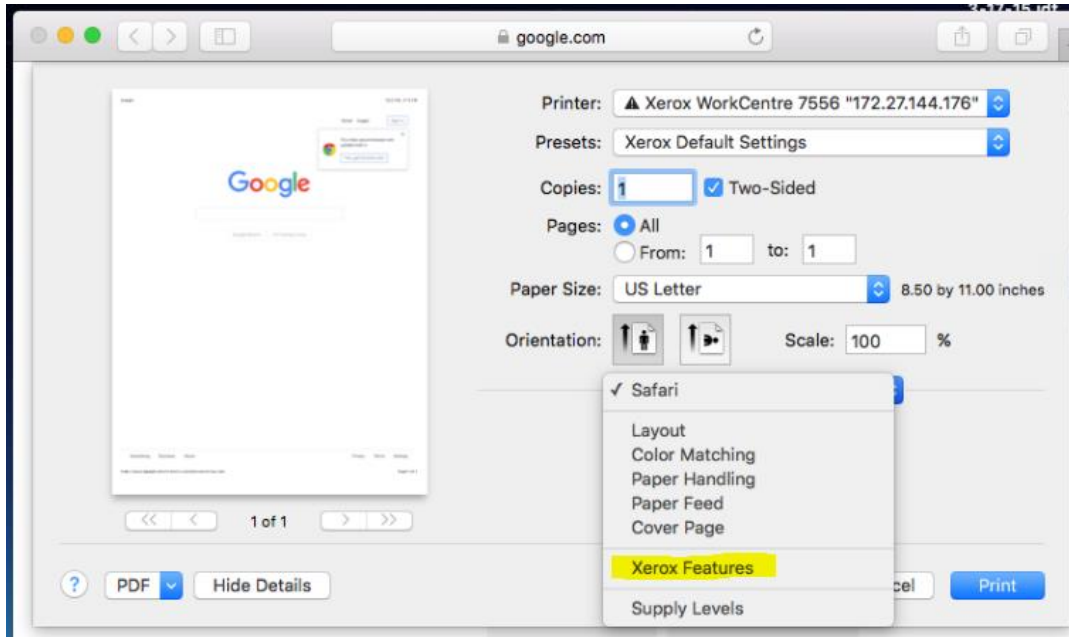 google.com
Printer: Xerox WorkCentre 7556 "172.27.144.176"
Presets: Xerox Default Settings
Copies: 1 Two-Sided
Pages: All
From: 1 to: 1
Paper Size: US Letter 8.50 by 11.00 inches
Orientation: Scale: 100 %
Google
✓ Safari
Layout
Color Matching
Paper Handling
Paper Feed
Cover Page
Xerox Features
Supply Levels
1 of 1
? PDF Hide Details Print